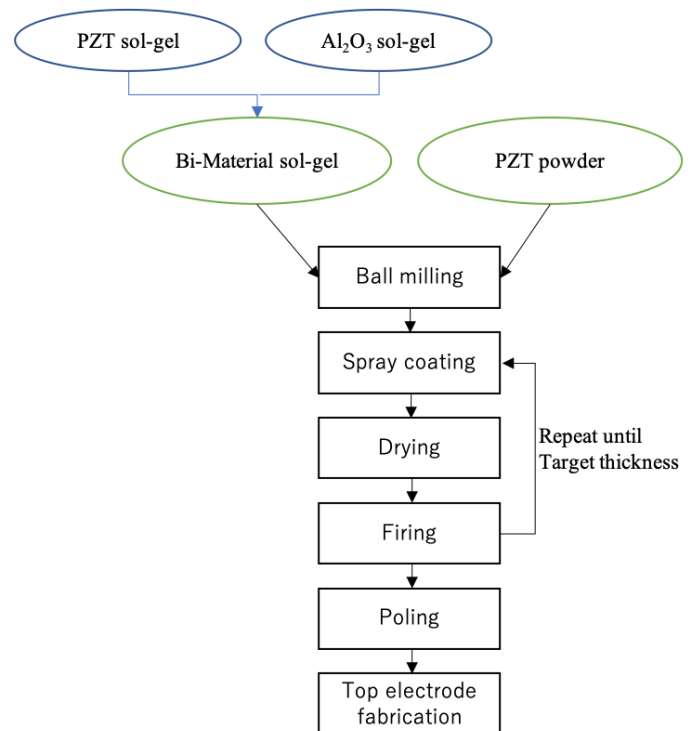 PZT sol-gel
Al₂O₃ sol-gel
Bi-Material sol-gel
PZT powder
Ball milling
Spray coating
Drying
Repeat until
Target thickness
Firing
Poling
Top electrode
fabrication